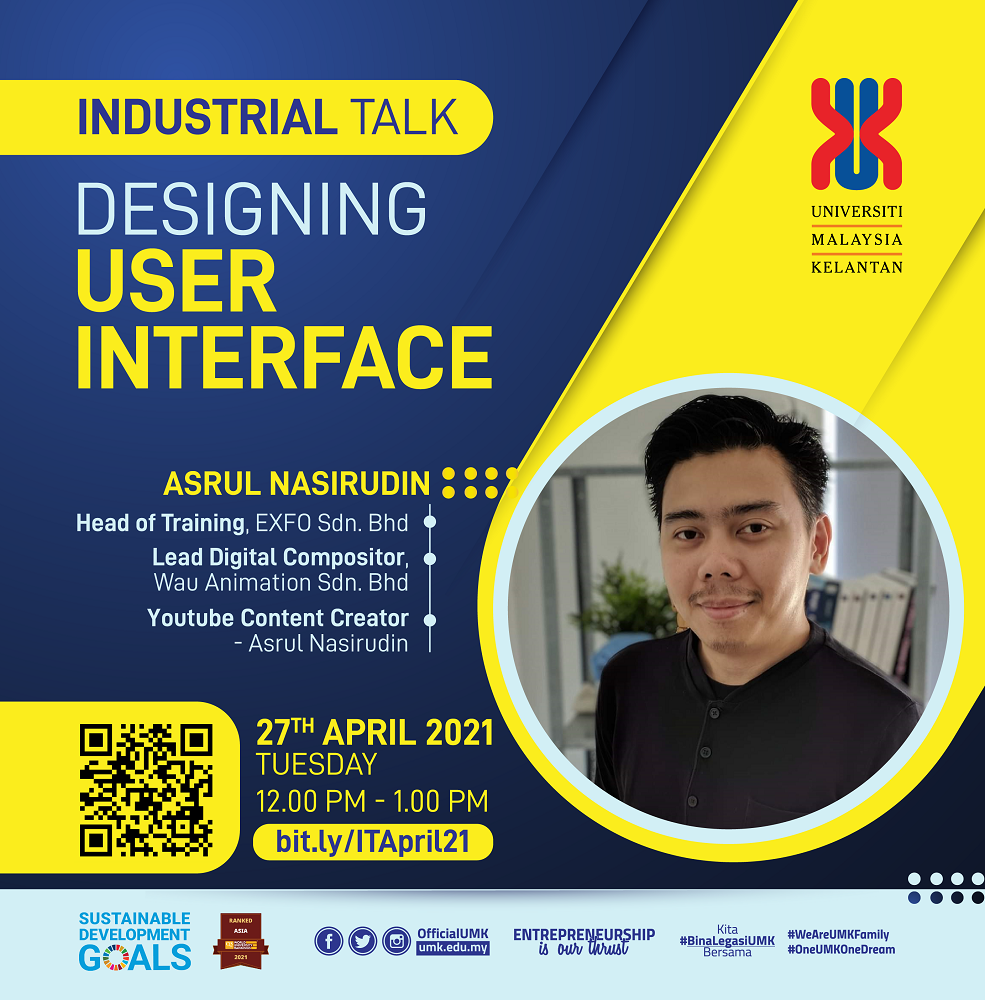 INDUSTRIAL TALK
DESIGNING
USER
INTERFACE
UNIVERSITI
MALAYSIA
KELANTAN
ASRUL NASIRUDIN
Head of Training, EXFO Sdn. Bhd
Lead Digital Compositor,
Wau Animation Sdn. Bhd
Youtube Content Creator
- Asrul Nasirudin
27TH APRIL 2021
TUESDAY
12.00 PM - 1.00 PM
bit.ly/ITApril21
SUSTAINABLE
DEVELOPMENT
GOALS
RANKED
ASIA
2021
OfficialUMK
umk.edu.my
ENTREPRENEURSHIP
is our thrust
Kita
#BinaLegasiUMK
Bersama
#WeAreUMKFamily
#OneUMKOneDream